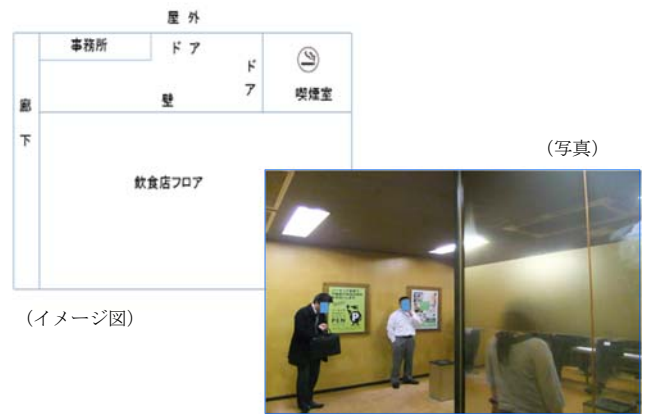 屋 外
事務所
ド ア
ド
ア
喫煙室
壁
廊
下
飲食店フロア
（イメージ図）
（写真）
P